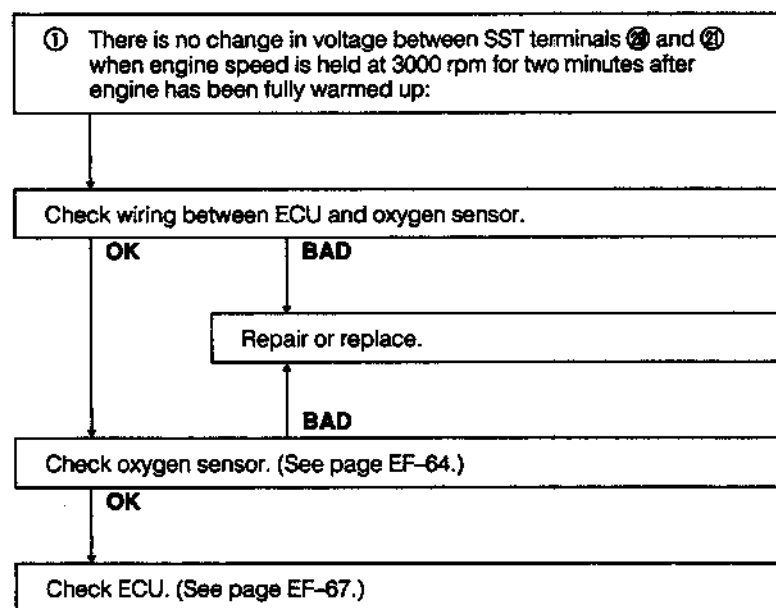 ① There is no change in voltage between SST terminals and ㉑
when engine speed is held at 3000 rpm for two minutes after
engine has been fully warmed up:
Check wiring between ECU and oxygen sensor.
OK
BAD
Repair or replace.
BAD
Check oxygen sensor. (See page EF–64.)
OK
Check ECU. (See page EF–67.)